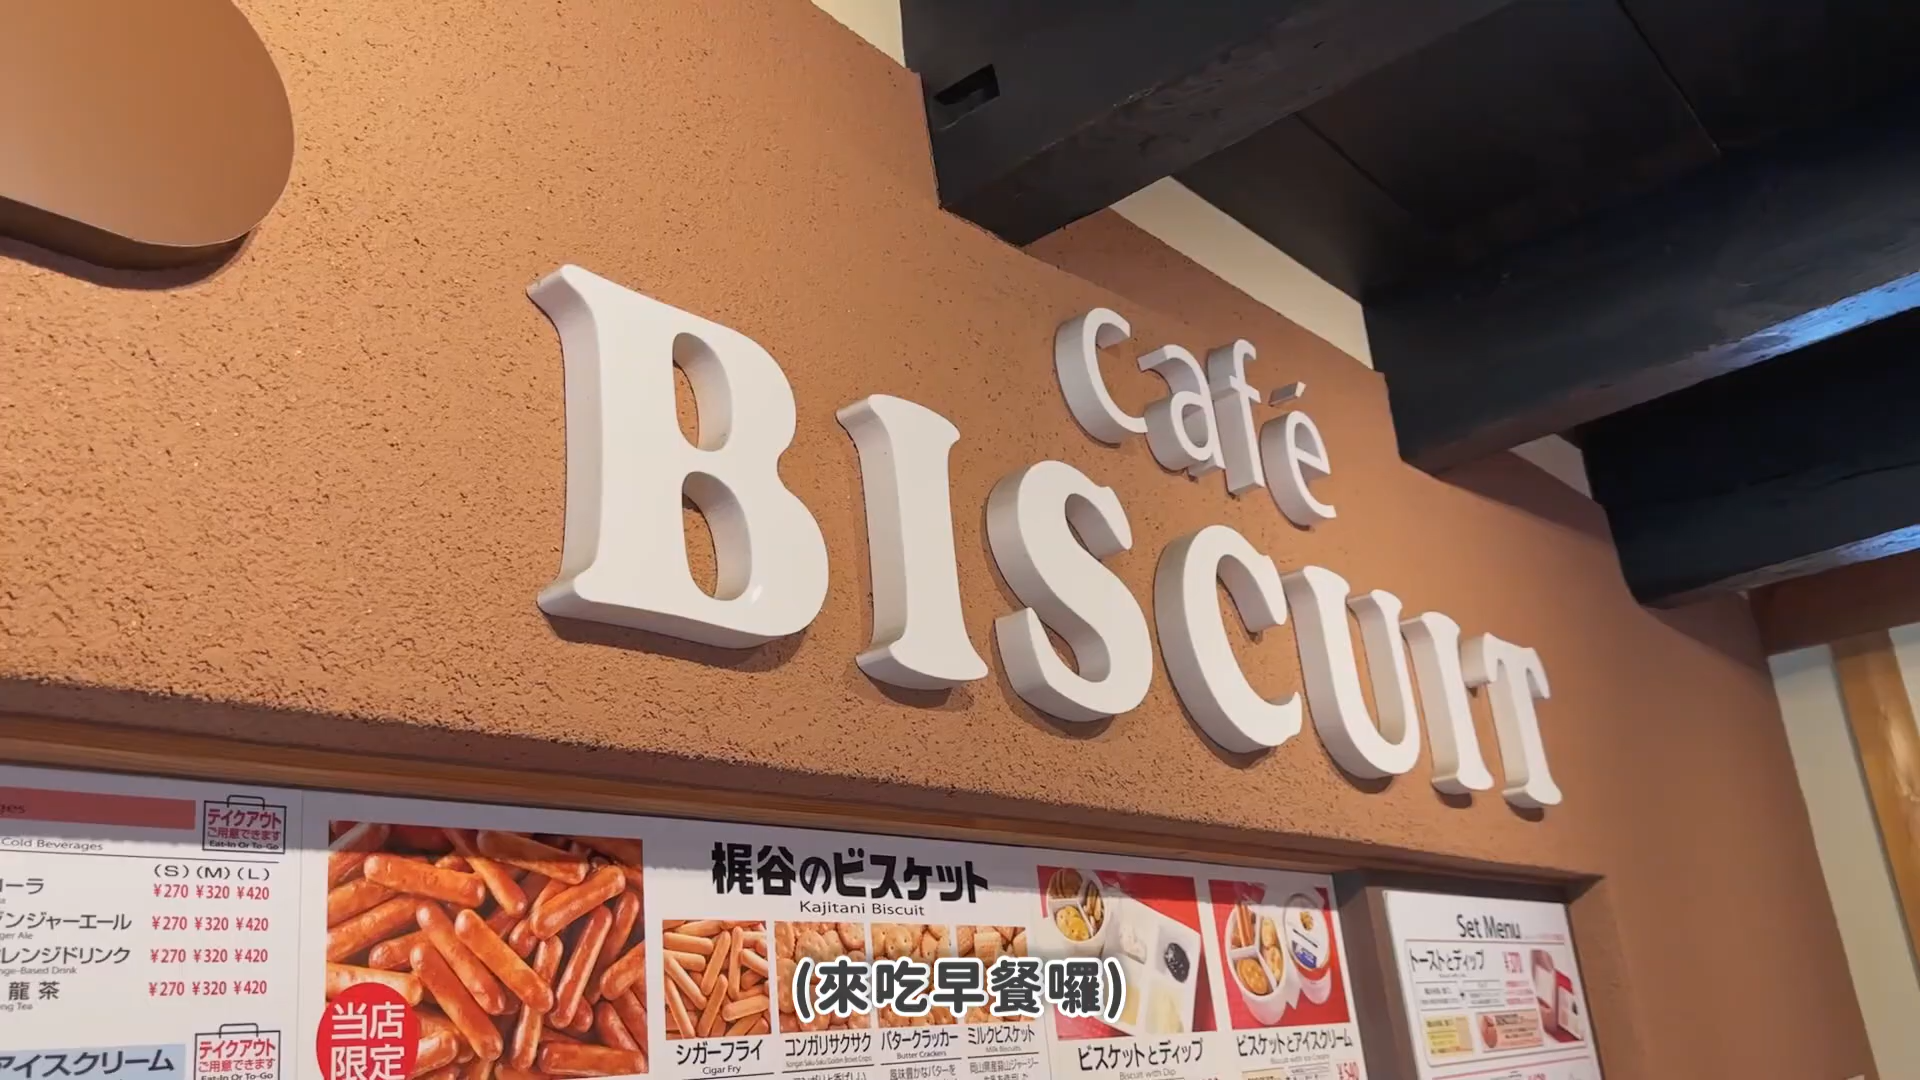 café
BISCUIT
テイクアウト
ご用意できます
Eat-In Or To-Go
Cold Beverages
(S) (M) (L)
¥270 ¥320 ¥420
ンジャーエール ¥270 ¥320 ¥420
レンジドリンク ¥270 ¥320 ¥420
龍茶 ¥270 ¥320 ¥420
テイクアウト
ご用意できます
Eat-In Or To-Go
アイスクリーム
当店
限定
梶谷のビスケット
Kajitani Biscuit
シガーフライ
Cigar Fry
コンガリサクサク
バタークラッカー
Butter Crackers
ミルクビスケット
Milk Biscuits
ビスケットとディップ
Biscuit with Dip
ビスケットとアイスクリーム
Biscuit with Ice Cream
¥540
Set Menu
トーストとディップ
(來吃早餐囉)